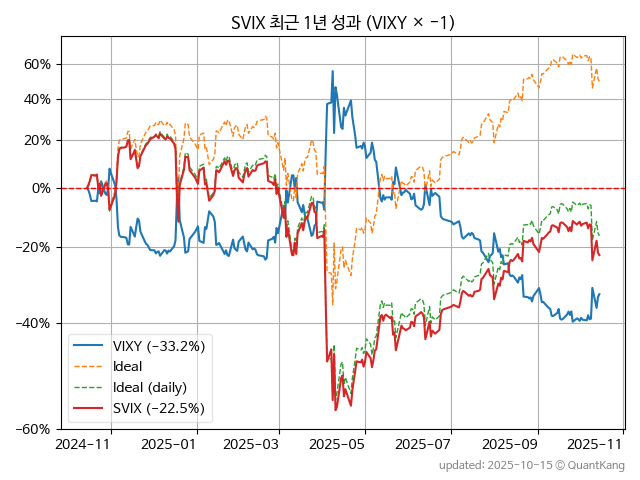 SVIX 최근 1년 성과 (VIXY × −1)
60%
40%
20%
0%
−20%
−40%
−60%
VIXY (−33.2%)
Ideal
Ideal (daily)
SVIX (−22.5%)
2024−11
2025−01
2025−03
2025−05
2025−07
2025−09
2025−11
updated: 2025-10-15 © QuantKang